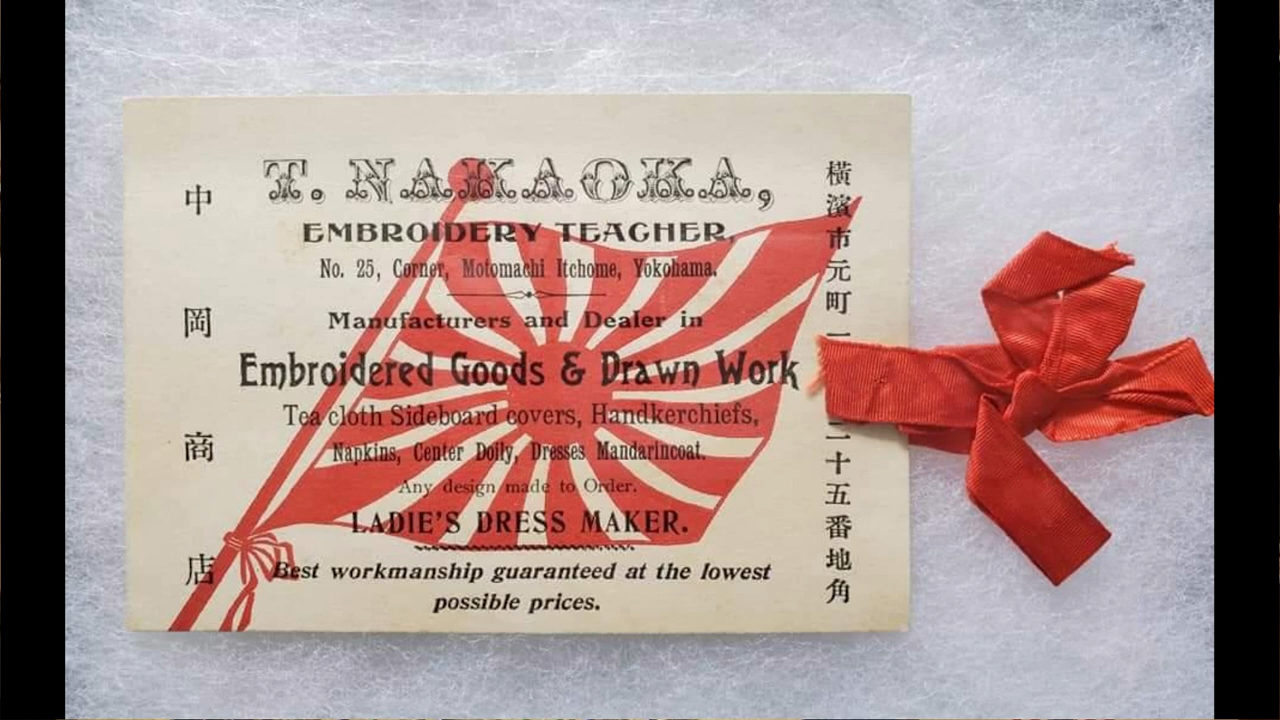 T. NAKAOKA,
EMBROIDERY TEACHER,
No. 25, Corner, Motomachi Itchome, Yokohama.
Manufacturers and Dealer in
Embroidered Goods & Drawn Work
Tea cloth Sideboard covers, Handkerchiefs,
Napkins, Center Doily, Dresses Mandarincoat.
Any design made to Order.
LADIE'S DRESS MAKER.
Best workmanship guaranteed at the lowest
possible prices.
橫濱市元町一
二十五番地角
中岡商店